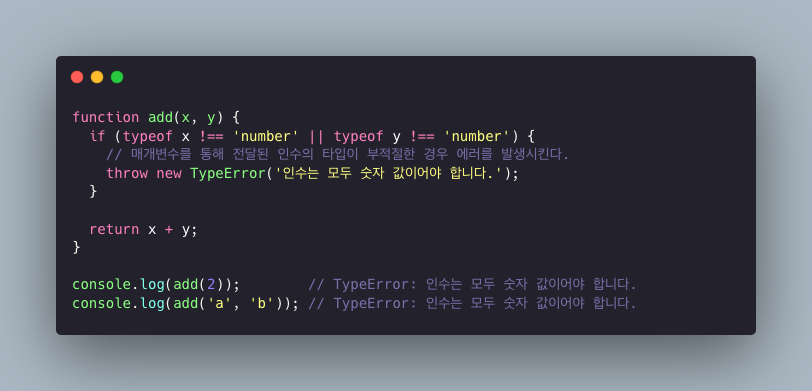 function add(x, y) {
  if (typeof x !== 'number' || typeof y !== 'number') {
    // 매개변수를 통해 전달된 인수의 타입이 부적절한 경우 에러를 발생시킨다.
    throw new TypeError('인수는 모두 숫자 값이어야 합니다.');
  }

  return x + y;
}

console.log(add(2));        // TypeError: 인수는 모두 숫자 값이어야 합니다.
console.log(add('a', 'b')); // TypeError: 인수는 모두 숫자 값이어야 합니다.